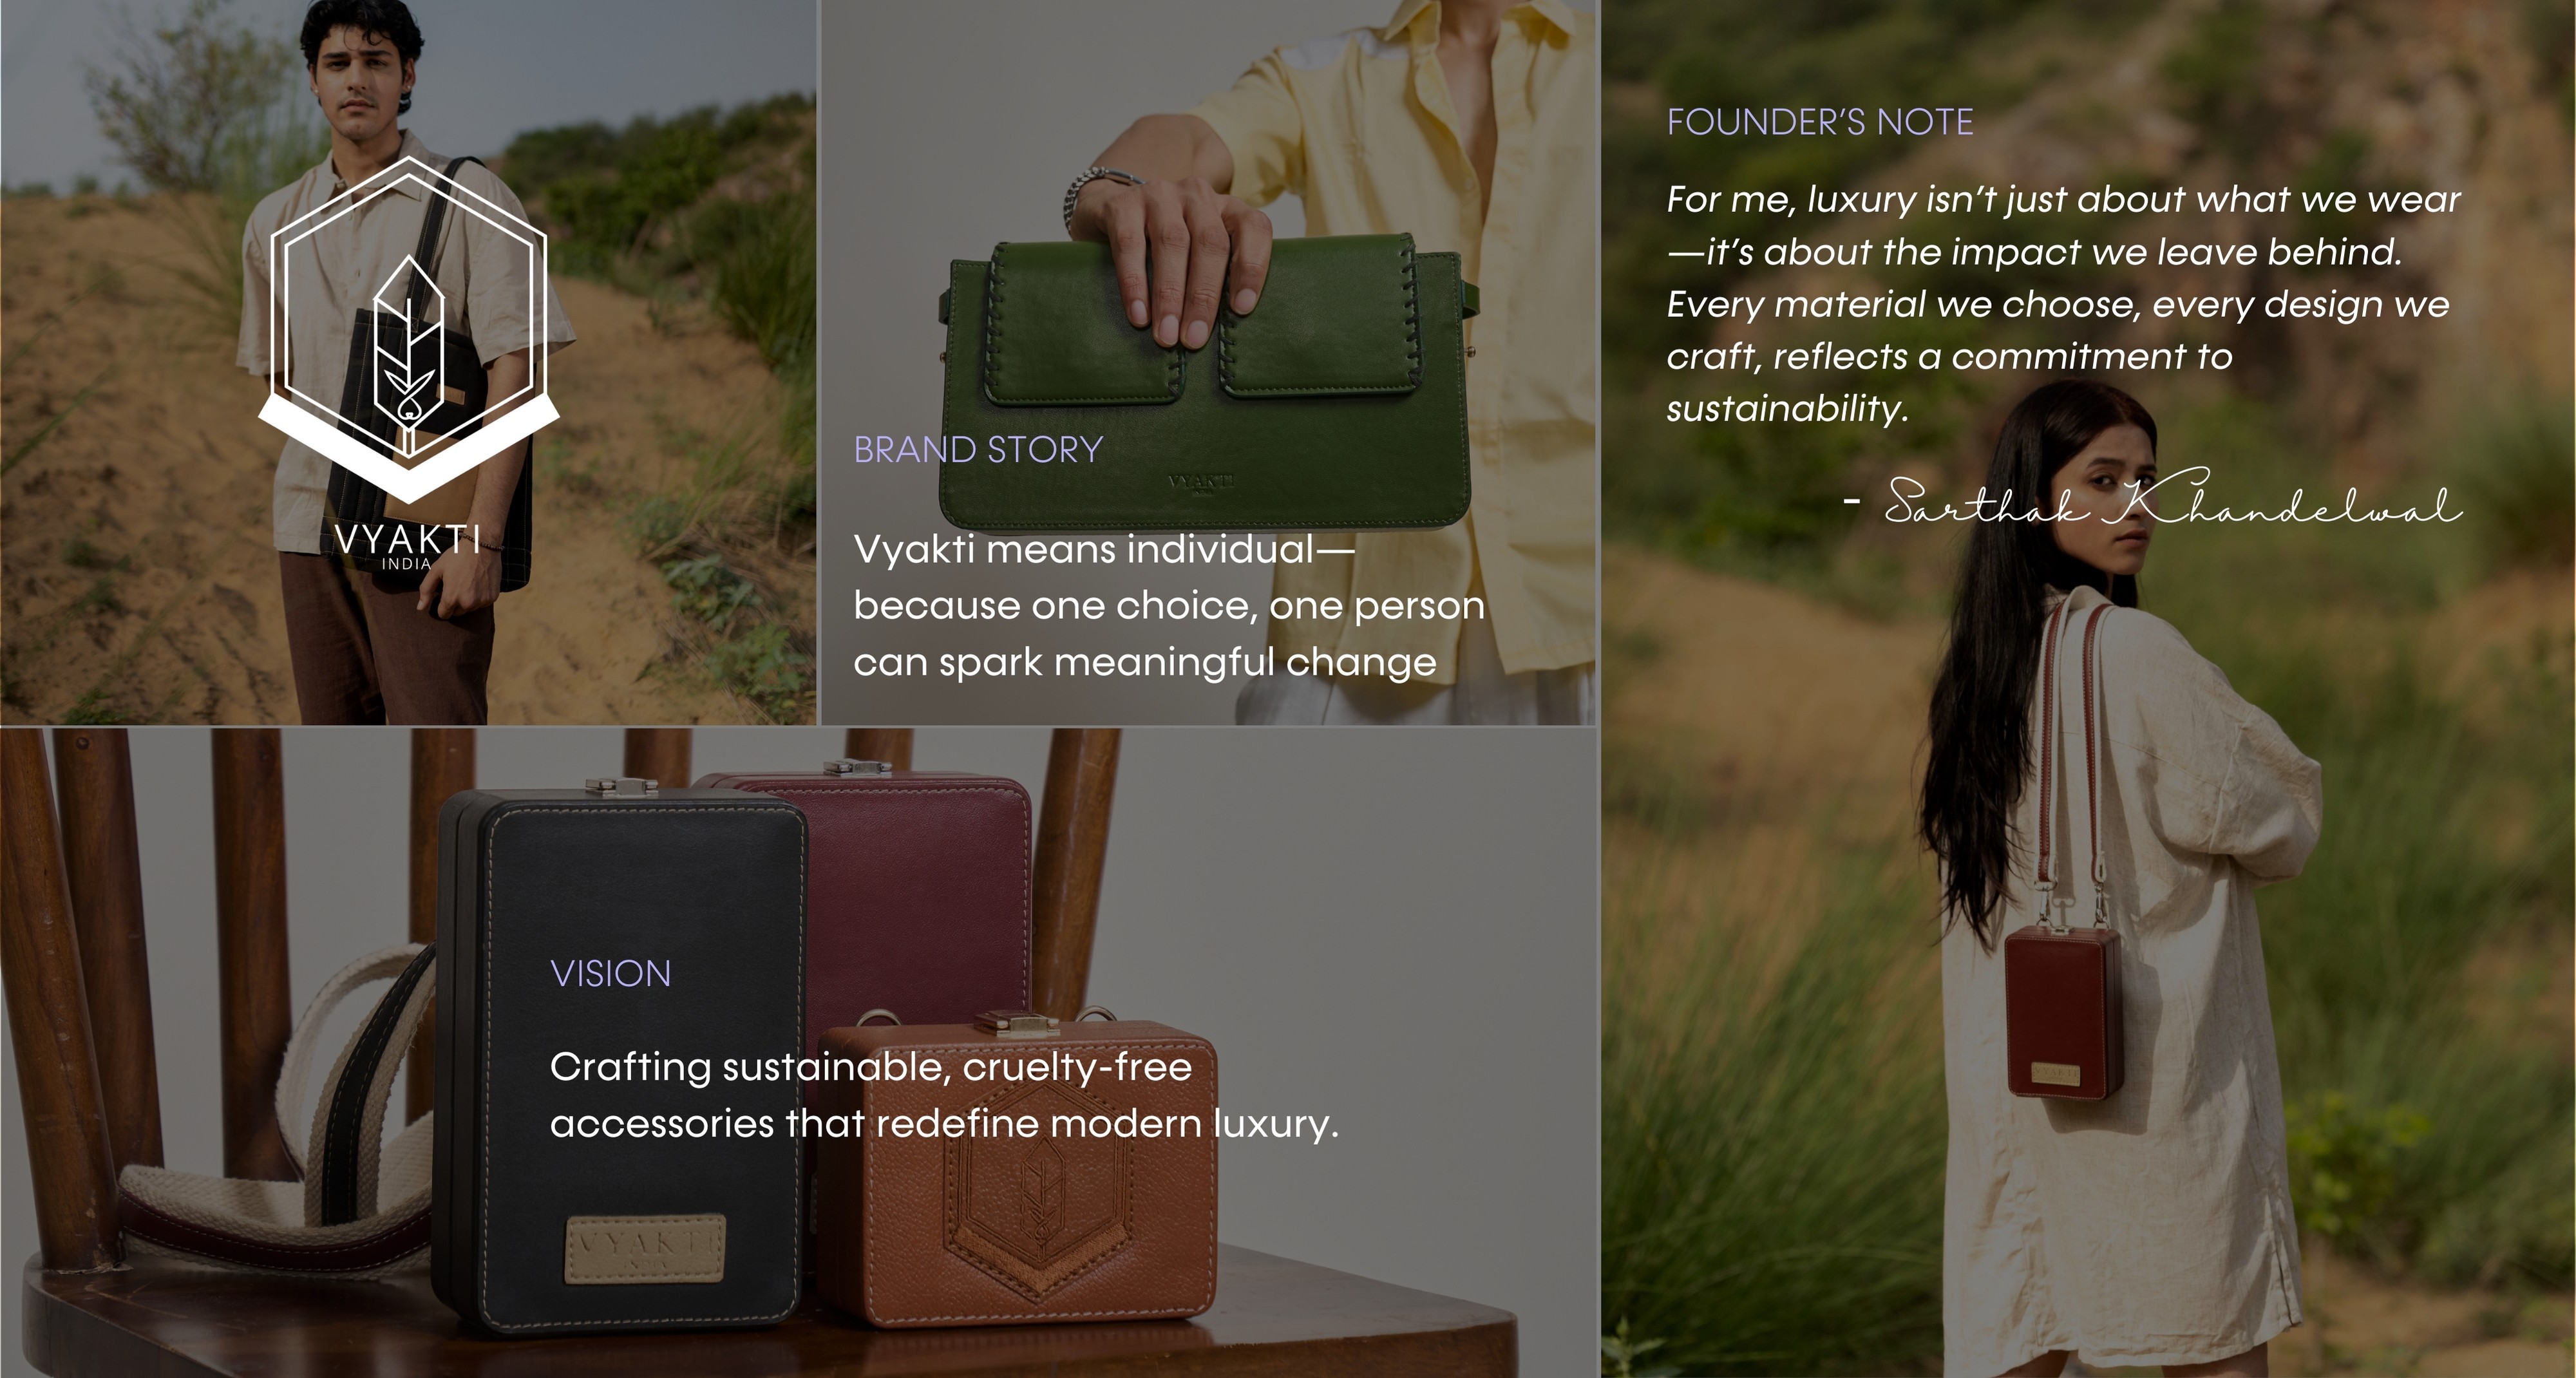 VYAKTI
INDIA
BRAND STORY
VYAKTI
INDIA
Vyakti means individual—
because one choice, one person
can spark meaningful change
FOUNDER’S NOTE
For me, luxury isn’t just about what we wear
—it’s about the impact we leave behind.
Every material we choose, every design we
craft, reflects a commitment to
sustainability.
- Sarthak Khandelwal
VISION
Crafting sustainable, cruelty-free
accessories that redefine modern luxury.
VYAKTI
INDIA
VYAKTI